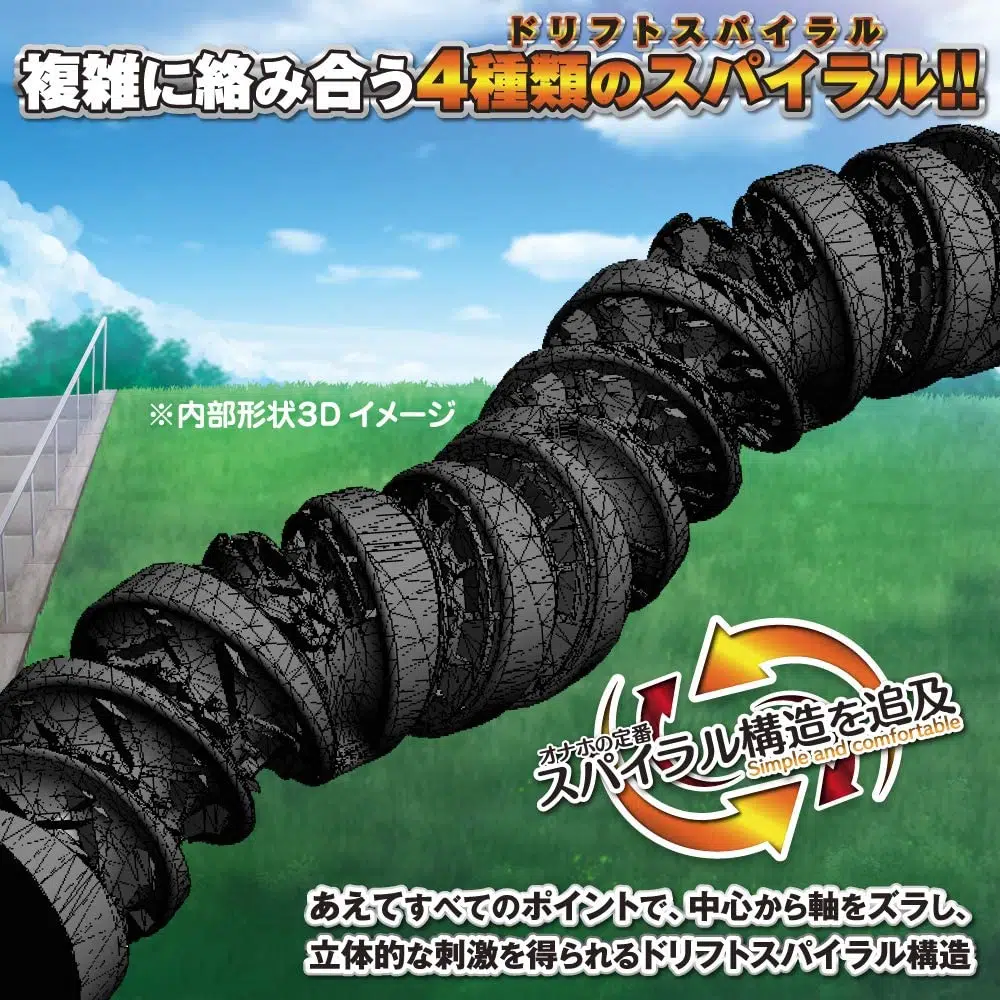 ドリフトスパイラル
複雑に絡み合う4種類のスパイラル!!
※内部形状3Dイメージ
オナホの定番
スパイラル構造を追及
Simple and comfortable
あえてすべてのポイントで、中心から軸をズラし、
立体的な刺激を得られるドリフトスパイラル構造